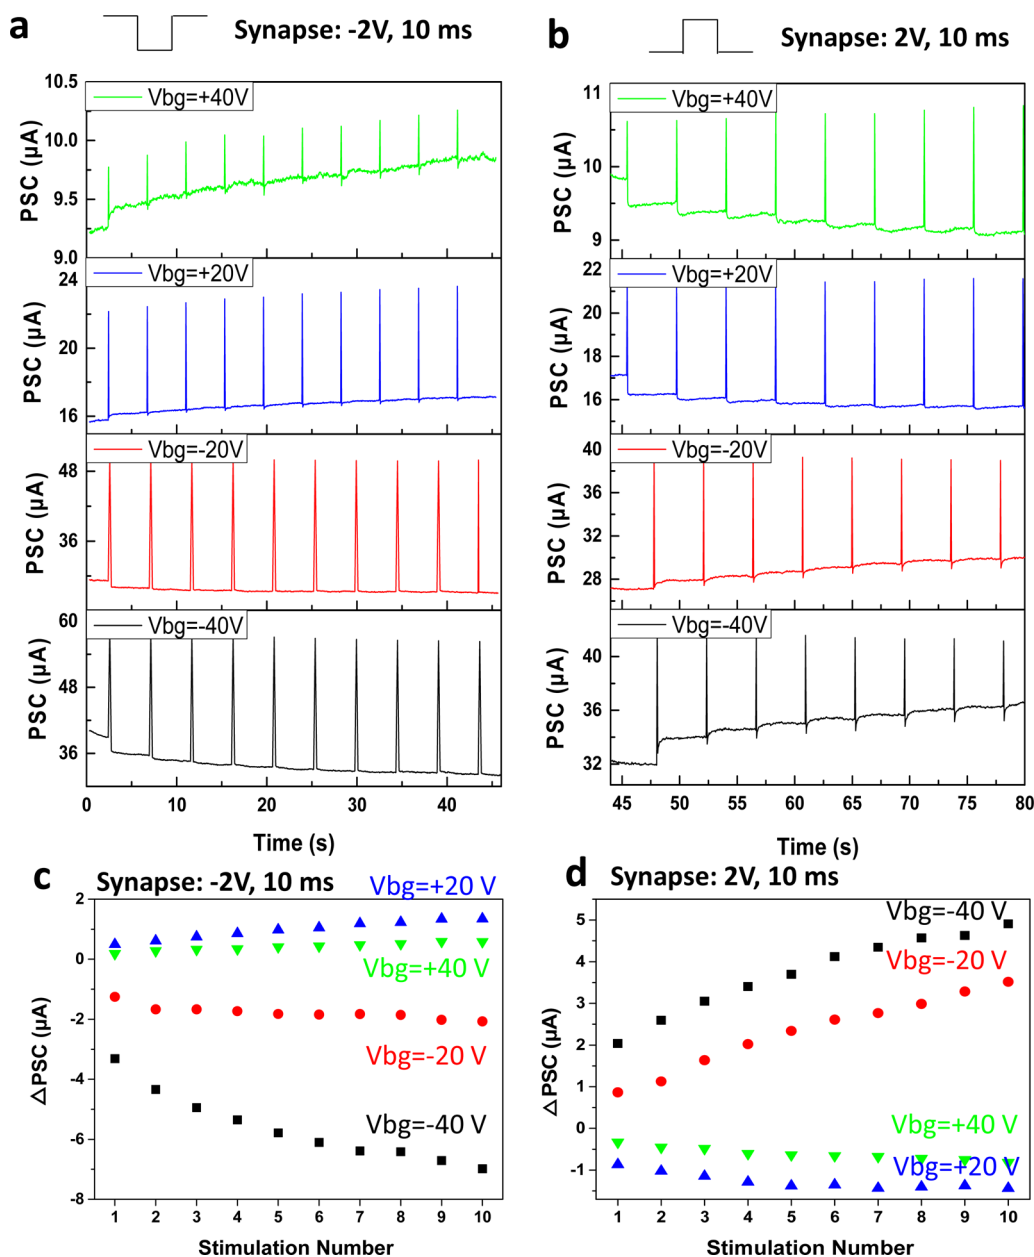 a
Synapse: -2V, 10 ms
10.5
10.0
9.5
9.0
PSC (µA)
Vbg=+40V
24
20
16
PSC (µA)
Vbg=+20V
48
36
PSC (µA)
Vbg=-20V
60
48
36
PSC (µA)
Vbg=-40V
0 10 20 30 40
Time (s)
b
Synapse: 2V, 10 ms
11
10
9
PSC (µA)
Vbg=+40V
22
20
18
16
PSC (µA)
Vbg=+20V
40
36
32
28
PSC (µA)
Vbg=-20V
40
36
32
PSC (µA)
Vbg=-40V
45 50 55 60 65 70 75 80
Time (s)
c
Synapse: -2V, 10 ms
2
0
-2
-4
-6
-8
△PSC (µA)
Vbg=+20 V
Vbg=+40 V
Vbg=-20 V
Vbg=-40 V
1 2 3 4 5 6 7 8 9 10
Stimulation Number
d
Synapse: 2V, 10 ms
5
4
3
2
1
0
-1
△PSC (µA)
Vbg=-40 V
Vbg=-20 V
Vbg=+40 V
Vbg=+20 V
1 2 3 4 5 6 7 8 9 10
Stimulation Number